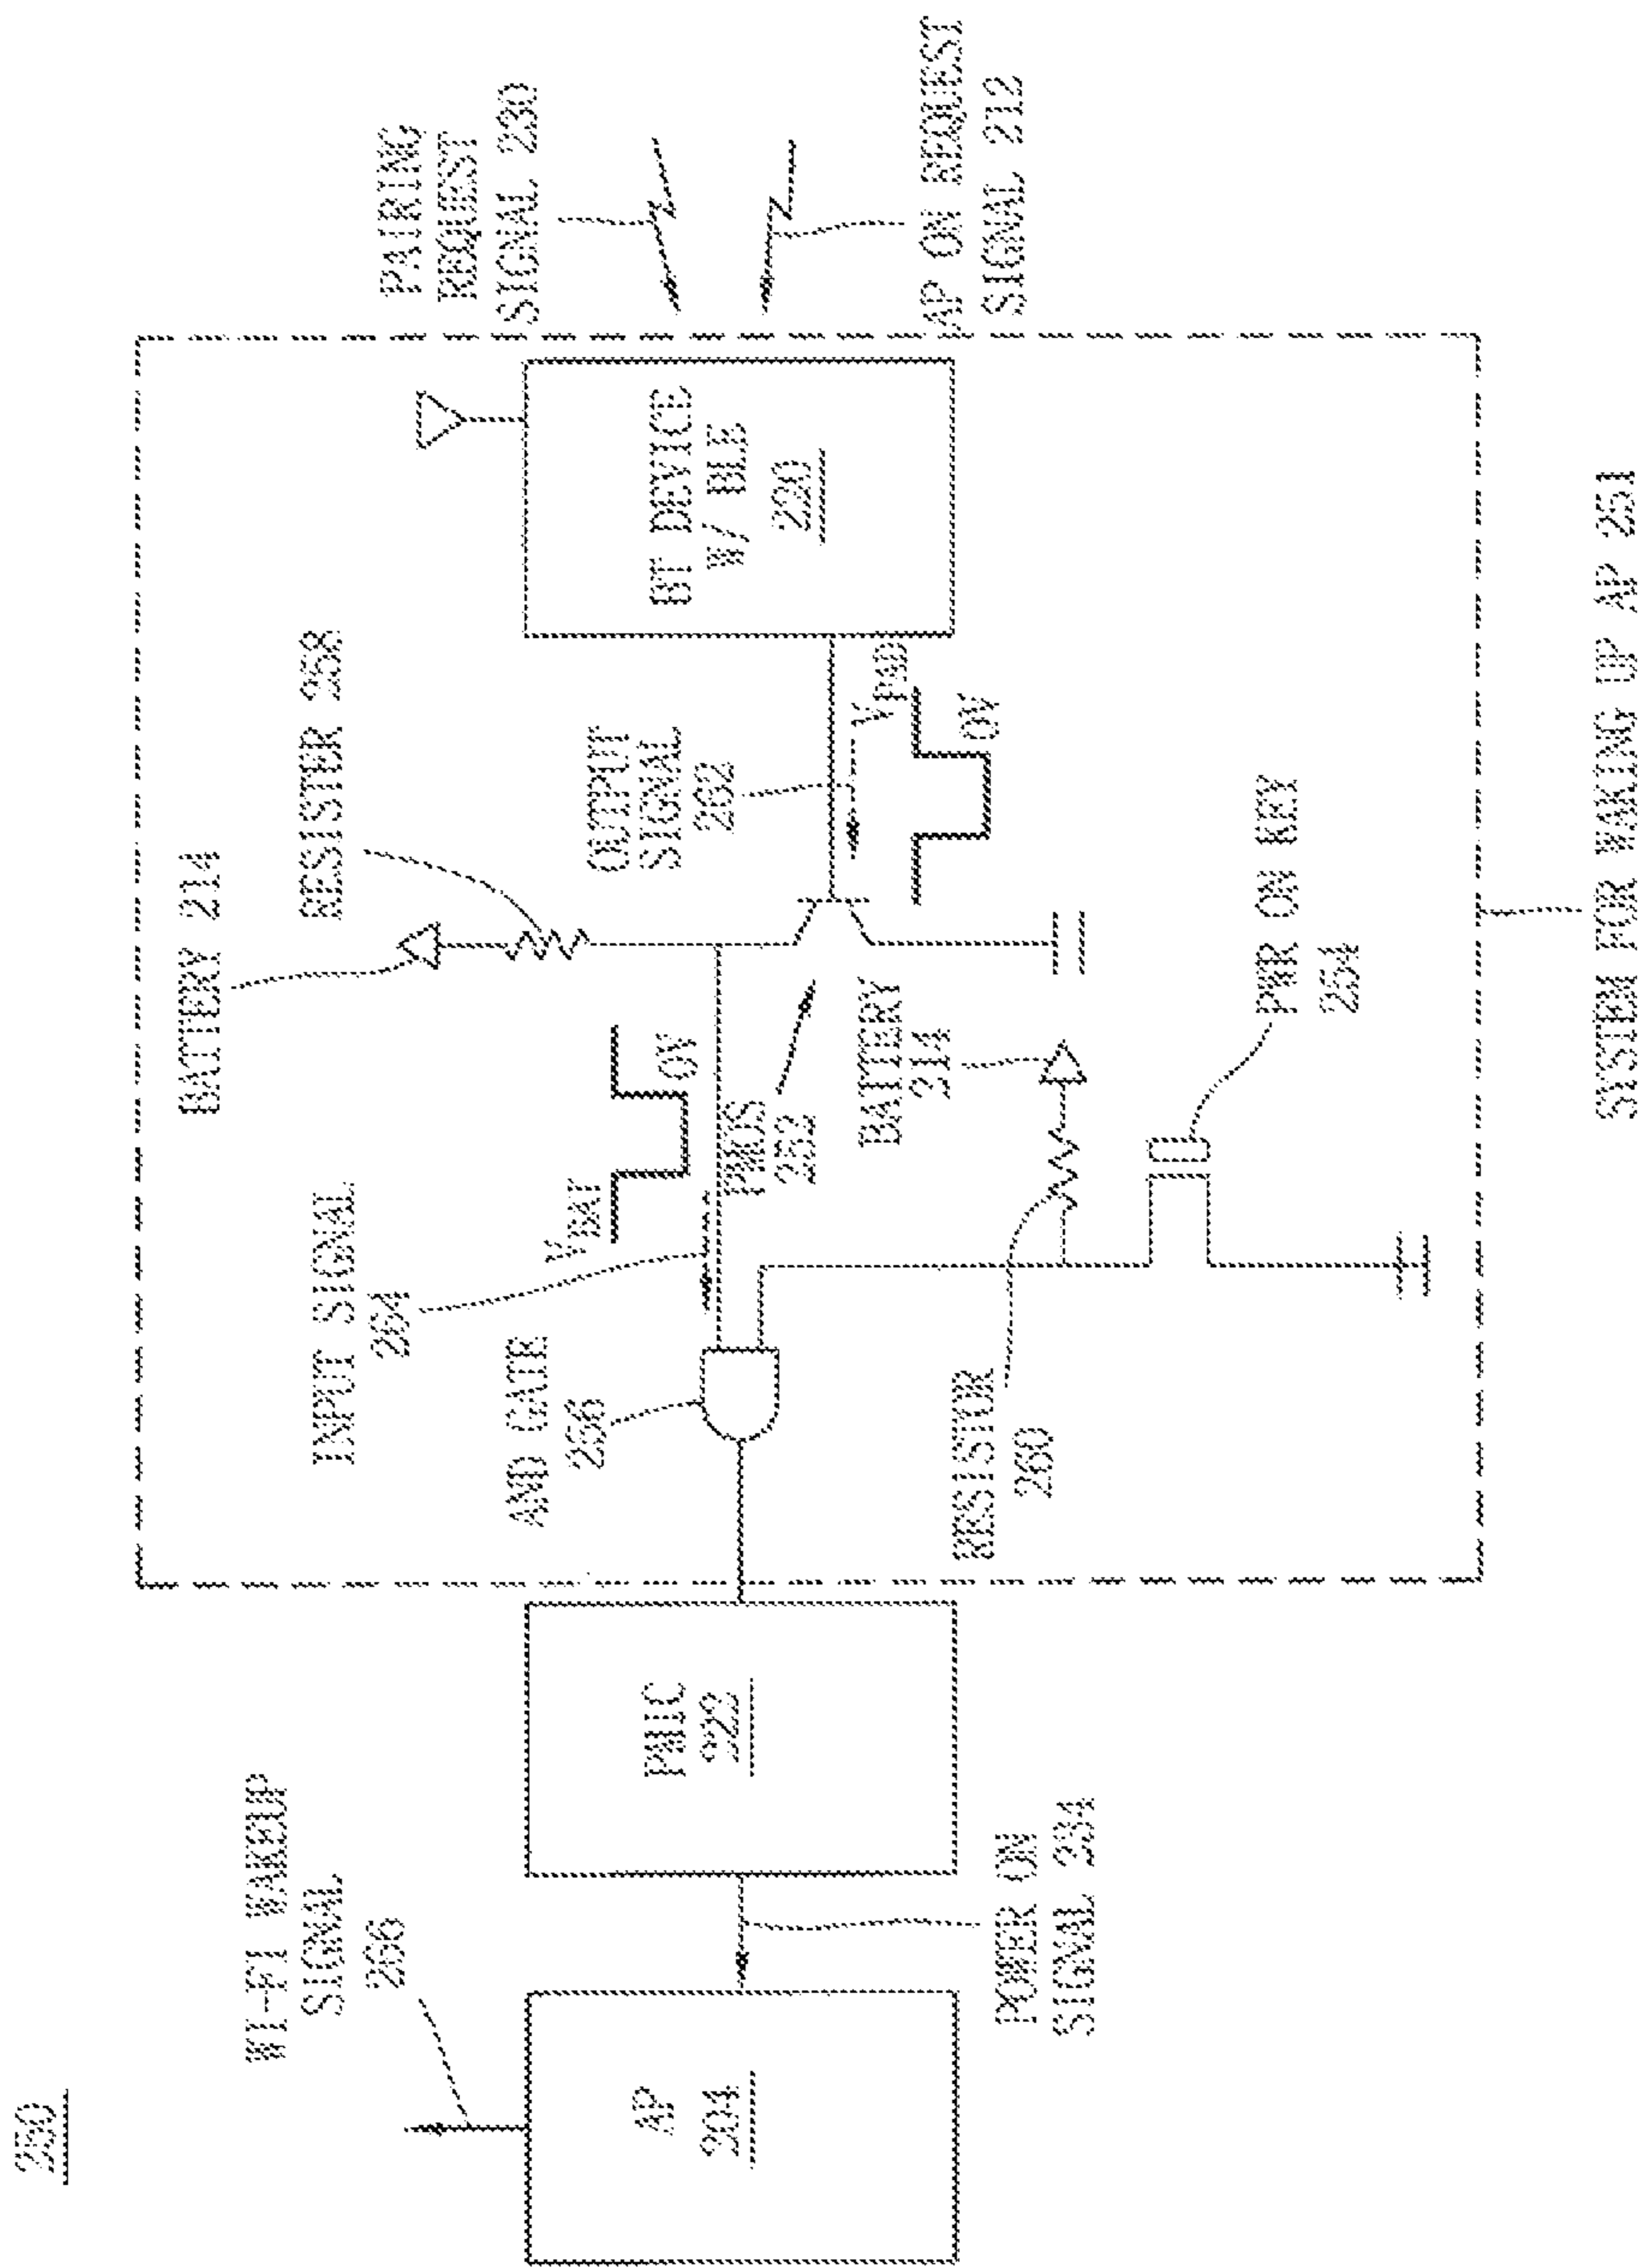 250
WI-FI WAKEUP
SIGNAL
266
AP
204
POWER ON
SIGNAL 234
PMIC
222
BATTERY 214
RESISTER 258
INPUT SIGNAL
264
VBAT
0V
AND GATE
256
PMOS
252
OUTPUT
SIGNAL
262
VPAD
0V
BATTERY
214
RESISTOR
260
PWR ON KEY
254
BT DEVICE
W/ BLE
220
PAIRING
REQUEST
SIGNAL 230
AP ON REQUEST
SIGNAL 212
SYSTEM FOR WAKING UP AP 251